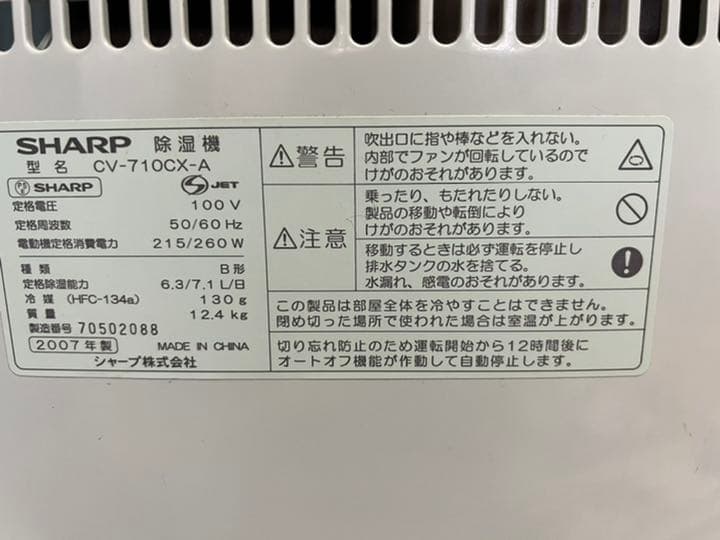 SHARP 除湿機
型名 CV-710CX-A
SHARP
S JET
定格電圧 100 V
定格周波数 50/60 Hz
電動機定格消費電力 215/260 W
種類 B形
定格除湿能力 6.3/7.1 L/日
冷媒 (HFC-134a) 130 g
質量 12.4 kg
製造番号 70502088
2007年製 MADE IN CHINA
シャープ株式会社
警告
吹出口に指や棒などを入れない。
内部でファンが回転しているので
けがのおそれがあります。
注意
乗ったり、もたれたりしない。
製品の移動や転倒により
けがのおそれがあります。
移動するときは必ず運転を停止し
排水タンクの水を捨てる。
水漏れ、感電のおそれがあります。
この製品は部屋全体を冷やすことはできません。
閉め切った場所で使われた場合は室温が上がります。
切り忘れ防止のため運転開始から12時間後に
オートオフ機能が作動して自動停止します。